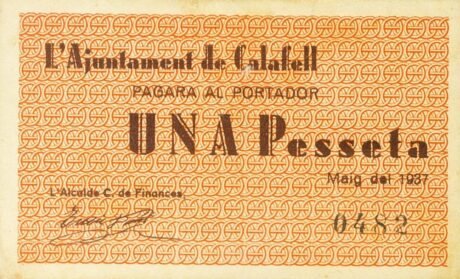 L'Ajuntament de Calafell
PAGARA AL PORTADOR
UNA Pesseta
Maig del 1937
L'Alcalde C. de Finances,
0482